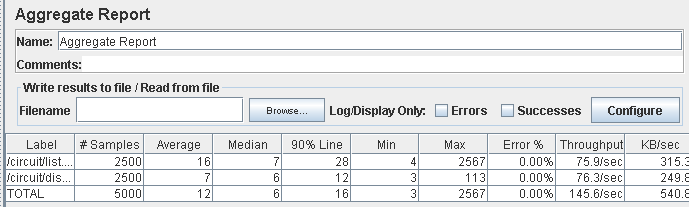 Aggregate Report
Name: Aggregate Report
Comments:
Write results to file / Read from file
Filename Browse... Log/Display Only: Errors Successes Configure
Label # Samples Average Median 90% Line Min Max Error % Throughput KB/sec
/circuit/list.... 2500 16 7 28 4 2567 0.00% 75.9/sec 315.3
/circuit/dis... 2500 7 6 12 3 113 0.00% 76.3/sec 249.8
TOTAL 5000 12 6 16 3 2567 0.00% 145.6/sec 540.8